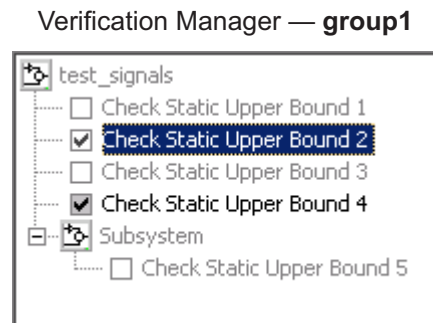 Verification Manager — group1
test_signals
Check Static Upper Bound 1
Check Static Upper Bound 2
Check Static Upper Bound 3
Check Static Upper Bound 4
Subsystem
Check Static Upper Bound 5